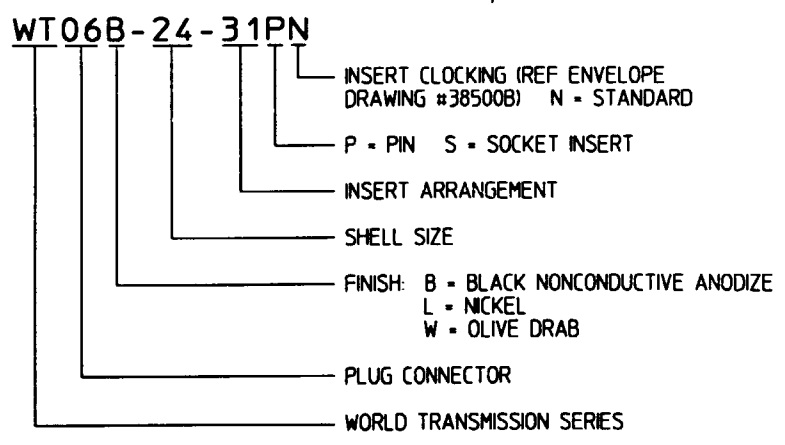 WT06B-24-31PN
INSERT CLOCKING (REF ENVELOPE
DRAWING #38500B) N = STANDARD
P = PIN S = SOCKET INSERT
INSERT ARRANGEMENT
SHELL SIZE
FINISH: B = BLACK NONCONDUCTIVE ANODIZE
L = NICKEL
W = OLIVE DRAB
PLUG CONNECTOR
WORLD TRANSMISSION SERIES